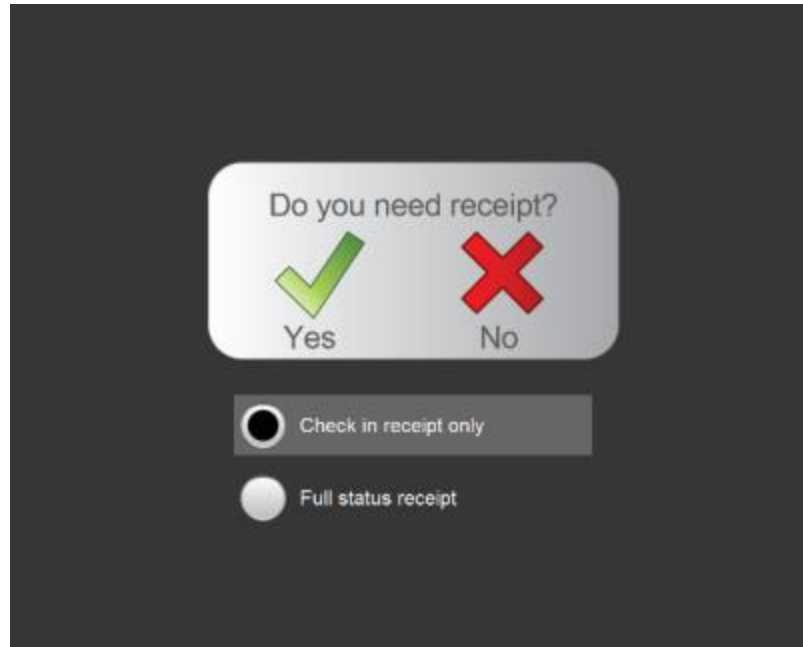 Do you need receipt?
Yes No
Check in receipt only
Full status receipt